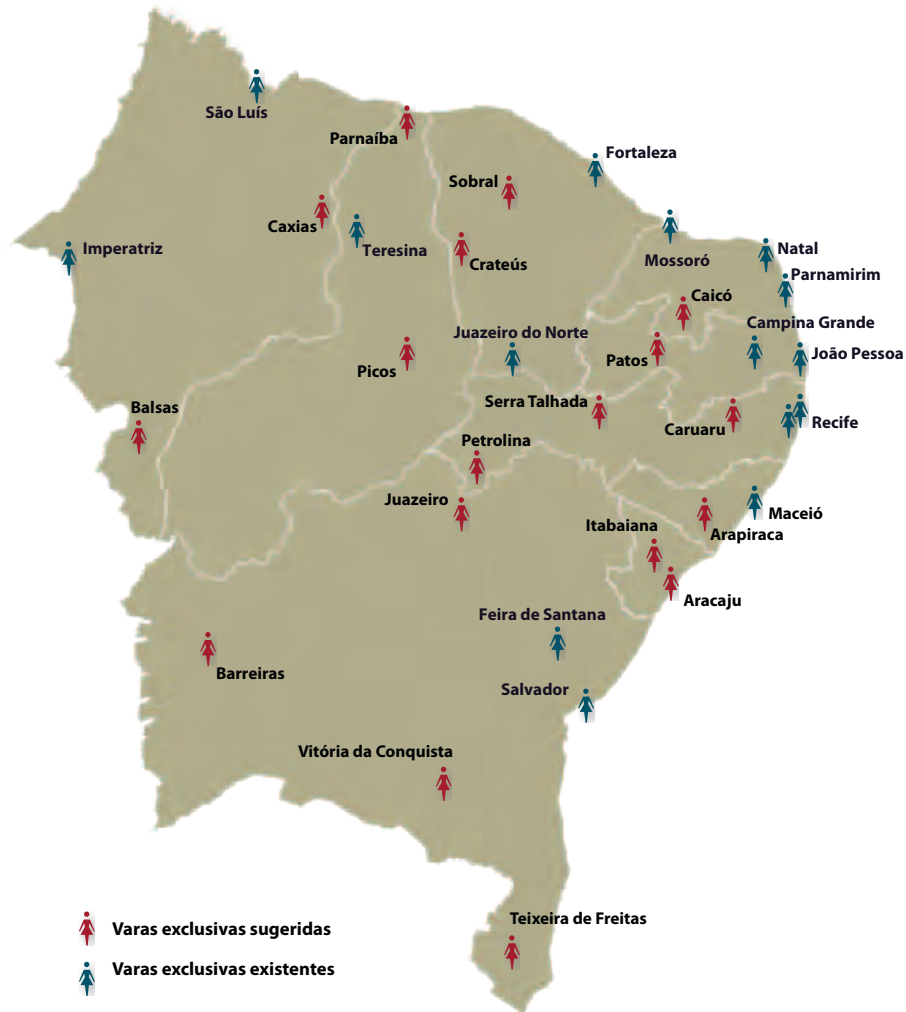 São Luís
Parnaíba
Fortaleza
Sobral
Caxias
Teresina
Imperatriz
Crateús
Mossoró
Natal
Parnamirim
Caicó
Campina Grande
Juazeiro do Norte
Patos
João Pessoa
Picos
Balsas
Serra Talhada
Caruaru
Recife
Petrolina
Juazeiro
Itabaiana
Arapiraca
Maceió
Aracaju
Feira de Santana
Barreiras
Salvador
Vitória da Conquista
Teixeira de Freitas
Varas exclusivas sugeridas
Varas exclusivas existentes